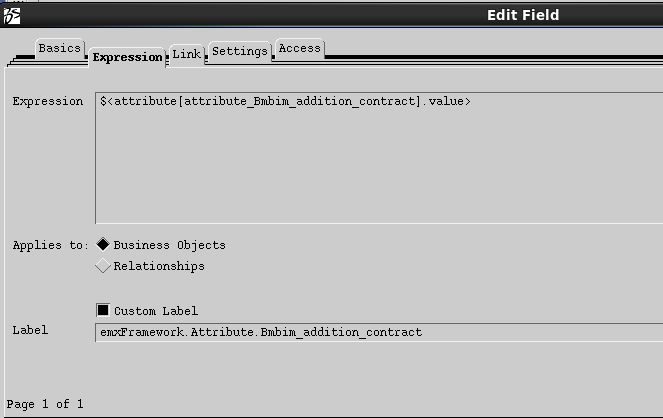 Edit Field
Basics Expression Link Settings Access
Expression $<attribute[attribute_Bmbim_addition_contract].value>
Applies to: Business Objects
Relationships
Custom Label
Label emxFramework.Attribute.Bmbim_addition_contract
Page 1 of 1